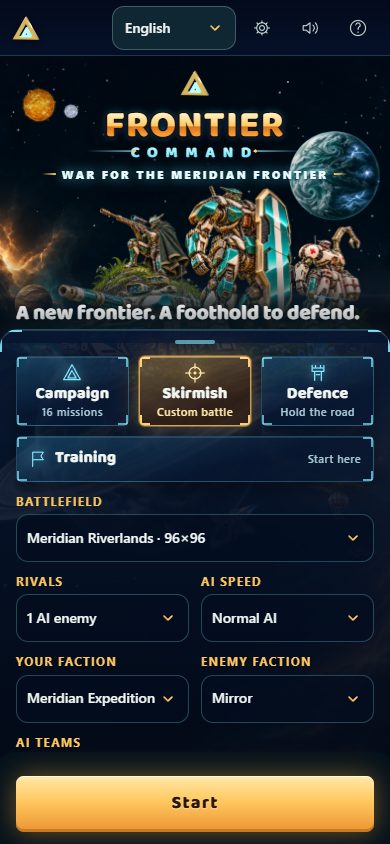 English
FRONTIER
COMMAND
WAR FOR THE MERIDIAN FRONTIER
A new frontier. A foothold to defend.
Campaign
16 missions
Skirmish
Custom battle
Defence
Hold the road
Training
Start here
BATTLEFIELD
Meridian Riverlands · 96×96
RIVALS
AI SPEED
1 AI enemy
Normal AI
YOUR FACTION
ENEMY FACTION
Meridian Expedition
Mirror
AI TEAMS
Start